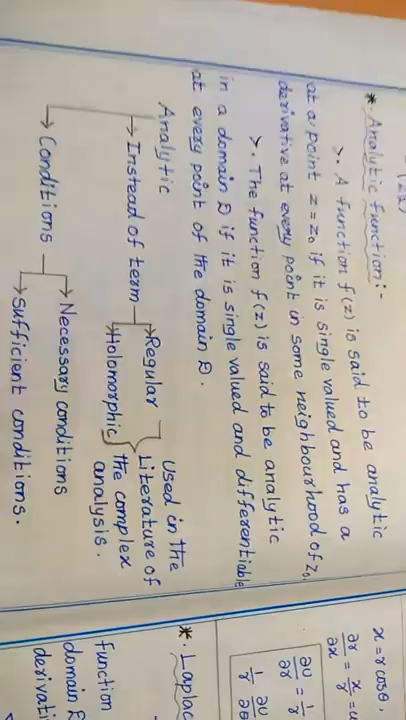 (22)
* Analytic function:-
>. A function f(z) is said to be analytic
at a point z = z₀ if it is single valued and has a
derivative at every point in some neighbourhood of z₀.
>. The function f(z) is said to be analytic
in a domain D if it is single valued and differentiable
at every point of the domain D.
Analytic
→ Instead of term → Regular
→ Holomorphic } Used in the
Literature of
the complex
analysis.
→ Conditions → Necessary conditions
→ Sufficient conditions.
x = r cosθ,
∂r/∂x = x/r =
∂u/∂r = 1/r
1/r ∂u/∂θ
*. Laplac
function
domain D
derivati